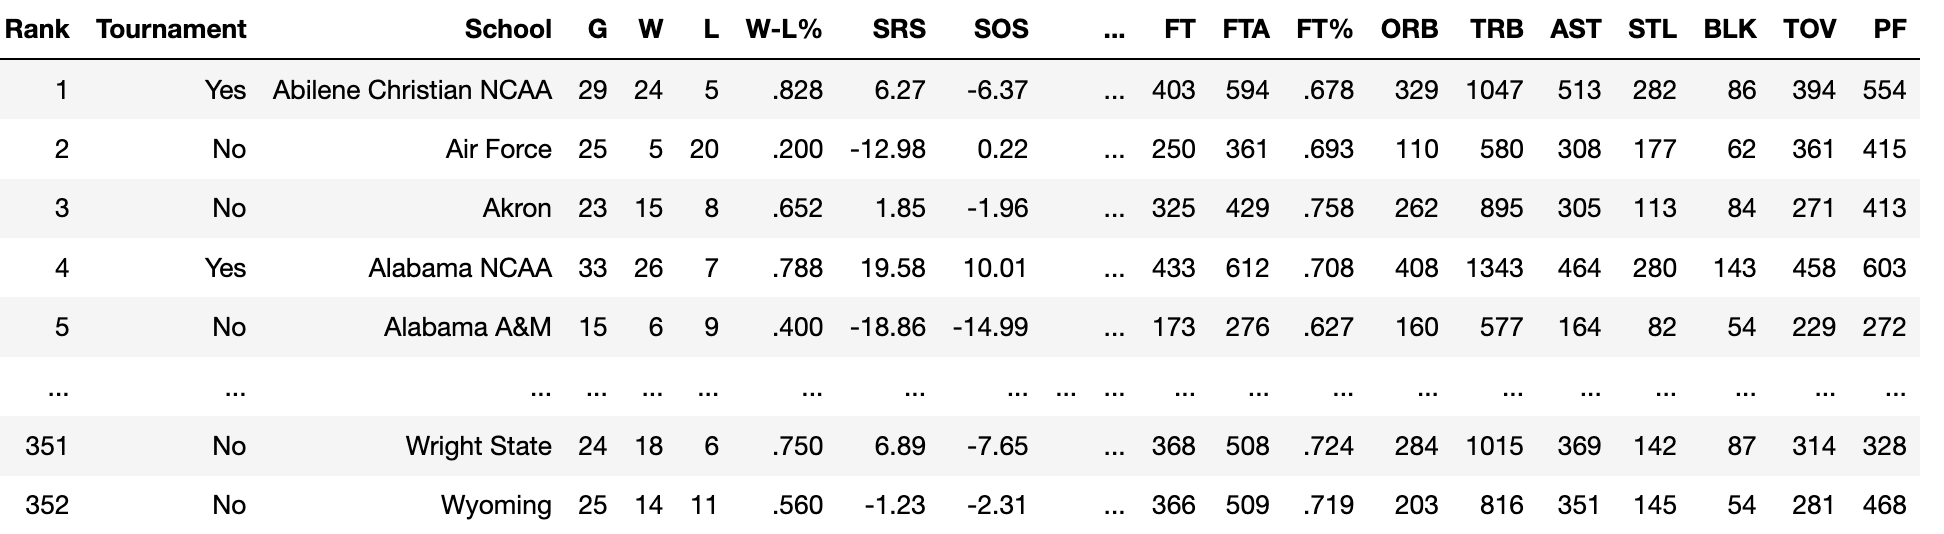 Rank Tournament School G W L W-L% SRS SOS ... FT FTA FT% ORB TRB AST STL BLK TOV PF
1 Yes Abilene Christian NCAA 29 24 5 .828 6.27 -6.37 ... 403 594 .678 329 1047 513 282 86 394 554
2 No Air Force 25 5 20 .200 -12.98 0.22 ... 250 361 .693 110 580 308 177 62 361 415
3 No Akron 23 15 8 .652 1.85 -1.96 ... 325 429 .758 262 895 305 113 84 271 413
4 Yes Alabama NCAA 33 26 7 .788 19.58 10.01 ... 433 612 .708 408 1343 464 280 143 458 603
5 No Alabama A&M 15 6 9 .400 -18.86 -14.99 ... 173 276 .627 160 577 164 82 54 229 272
... ... ... ... ... ... ... ... ... ... ... ... ... ... ... ... ... ... ... ... ...
351 No Wright State 24 18 6 .750 6.89 -7.65 ... 368 508 .724 284 1015 369 142 87 314 328
352 No Wyoming 25 14 11 .560 -1.23 -2.31 ... 366 509 .719 203 816 351 145 54 281 468